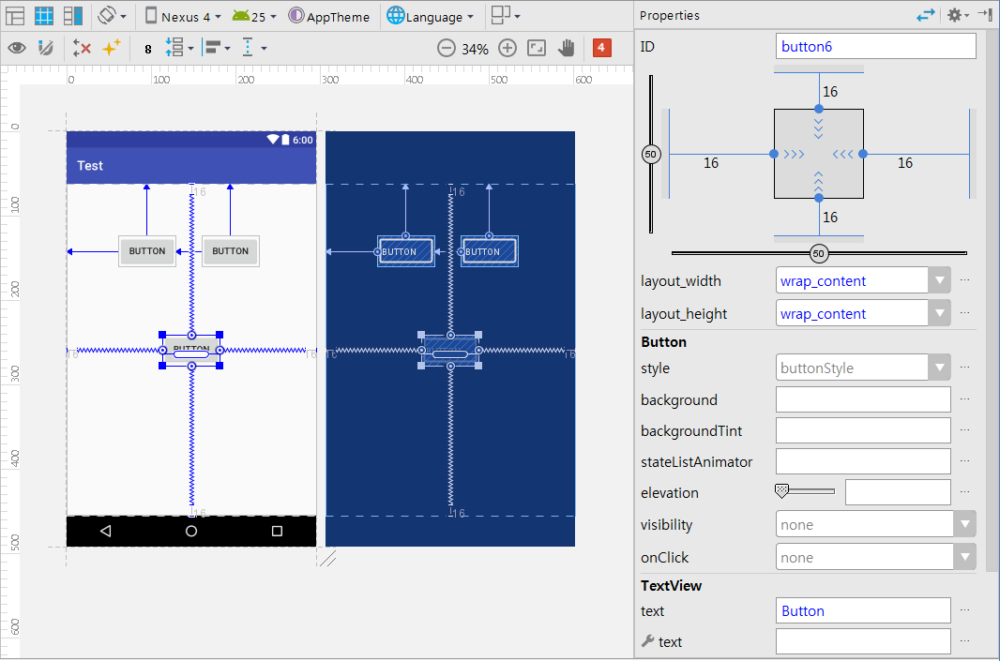 Nexus 4
25
AppTheme
Language
Properties
8
34%
4
ID
button6
0
100
200
300
400
500
600
0
100
200
300
400
500
600
6:00
Test
16
BUTTON
BUTTON
BUTTON
BUTTON
BUTTON
16
16
16
16
16
16
16
16
16
16
16
50
50
layout_width
wrap_content
...
layout_height
wrap_content
...
Button
style
buttonStyle
...
background
...
backgroundTint
...
stateListAnimator
...
elevation
...
visibility
none
...
onClick
none
...
TextView
text
Button
...
text
...